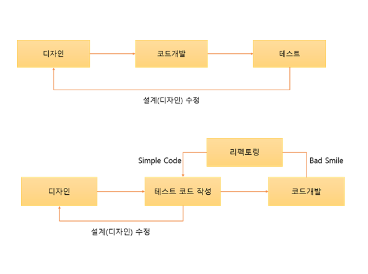 디자인
코드개발
테스트
설계(디자인) 수정
리팩토링
Simple Code
Bad Smile
디자인
테스트 코드 작성
코드개발
설계(디자인) 수정